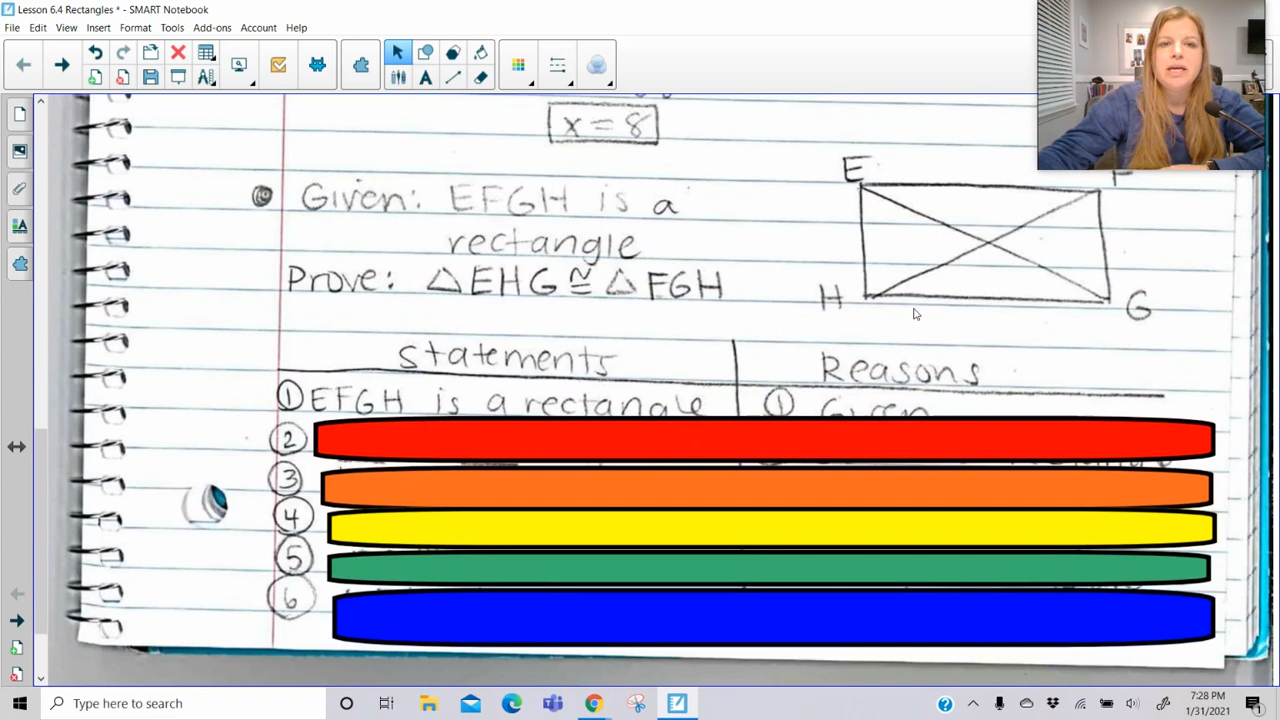 Lesson 6.4 Rectangles * - SMART Notebook
File Edit View Insert Format Tools Add-ons Account Help
x = 8
E
Given: EFGH is a
rectangle
Prove: △EHG ≅ △FGH
H
G
Statements Reasons
① EFGH is a rectangle ① Given
②
③
④
⑤
⑥
Type here to search
7:28 PM
1/31/2021